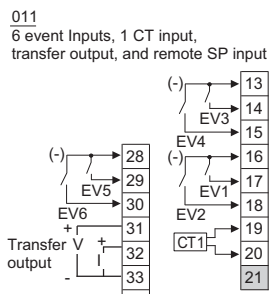 011
6 event Inputs, 1 CT input,
transfer output, and remote SP input
(-) 13
14
EV3
15
EV4
(-) 16
17
EV1
18
EV2
19
CT1
20
21
(-) 28
29
EV5
30
EV6
+ 31
Transfer V + 32
output I
- 33